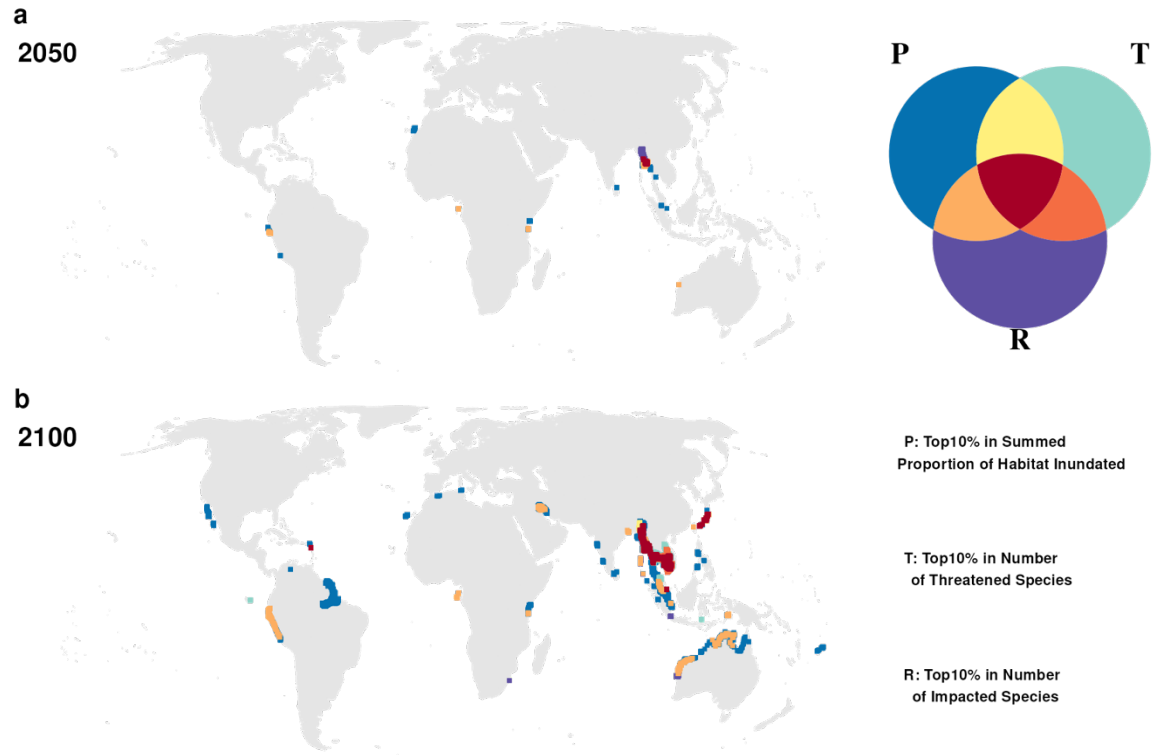 a
2050
P
T
R
b
2100
P: Top10% in Summed
Proportion of Habitat Inundated
T: Top10% in Number
of Threatened Species
R: Top10% in Number
of Impacted Species